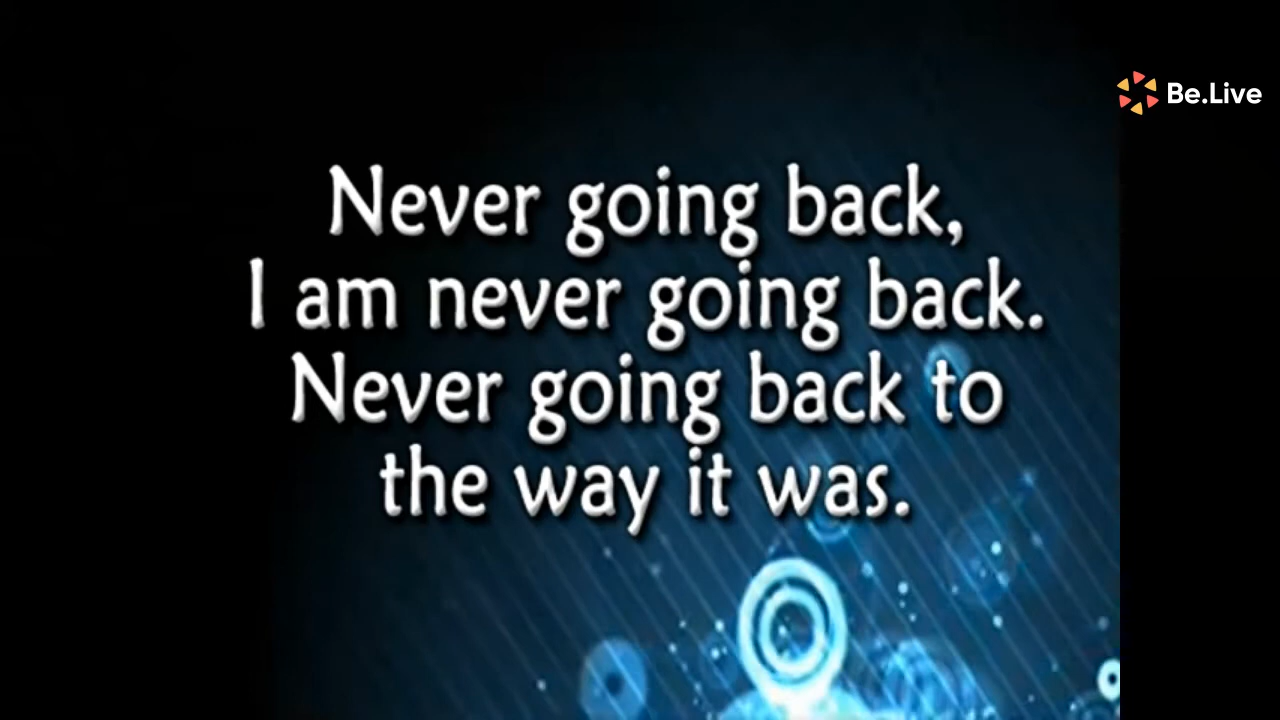 Be.Live
Never going back,
I am never going back.
Never going back to
the way it was.